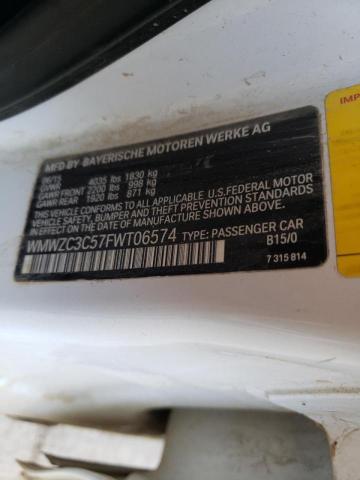 MFD BY BAYERISCHE MOTOREN WERKE AG
06/15
GVWR 4035 lbs 1830 kg
GAWR FRONT 2200 lbs 998 kg
GAWR REAR 1920 lbs 871 kg
THIS VEHICLE CONFORMS TO ALL APPLICABLE U.S. FEDERAL MOTOR
VEHICLE SAFETY, BUMPER AND THEFT PREVENTION STANDARDS IN
EFFECT ON THE DATE OF MANUFACTURE SHOWN ABOVE.
WMWZC3C57FWT06574 TYPE: PASSENGER CAR
B15/0
7 315 814
IMP